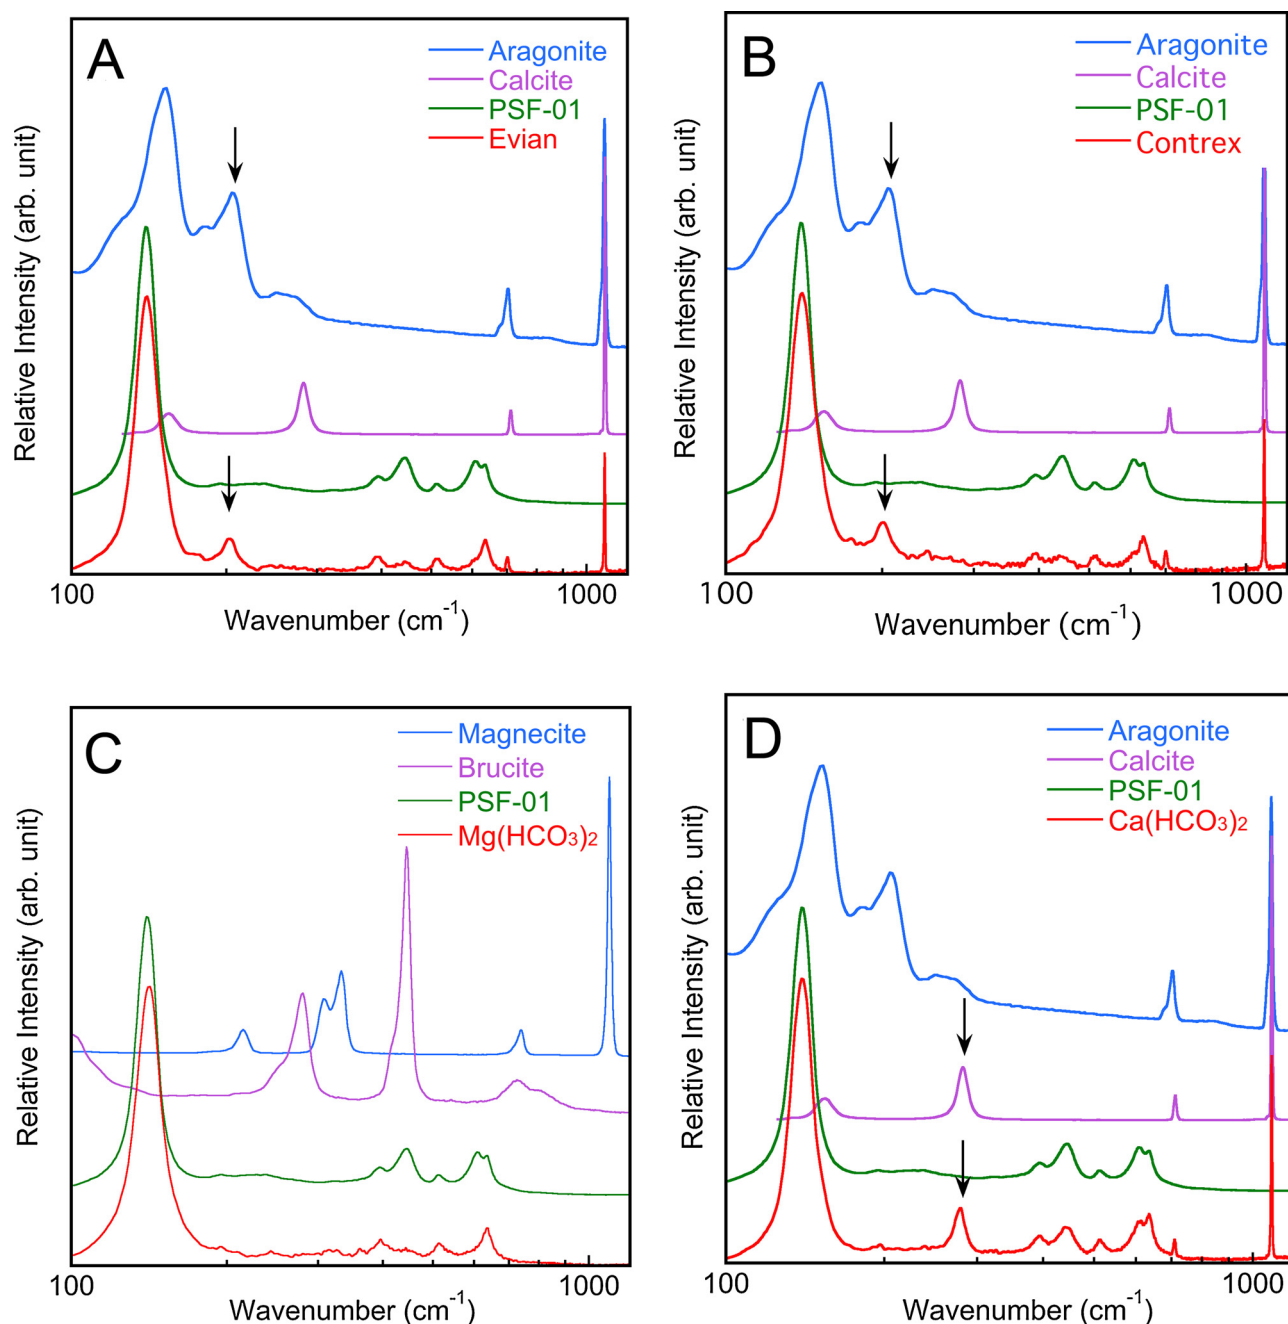 A
Aragonite
Calcite
PSF-01
Evian
Relative Intensity (arb. unit)
100
1000
Wavenumber (cm⁻¹)
B
Aragonite
Calcite
PSF-01
Contrex
Relative Intensity (arb. unit)
100
1000
Wavenumber (cm⁻¹)
C
Magnecite
Brucite
PSF-01
Mg(HCO₃)₂
Relative Intensity (arb. unit)
100
1000
Wavenumber (cm⁻¹)
D
Aragonite
Calcite
PSF-01
Ca(HCO₃)₂
Relative Intensity (arb. unit)
100
1000
Wavenumber (cm⁻¹)